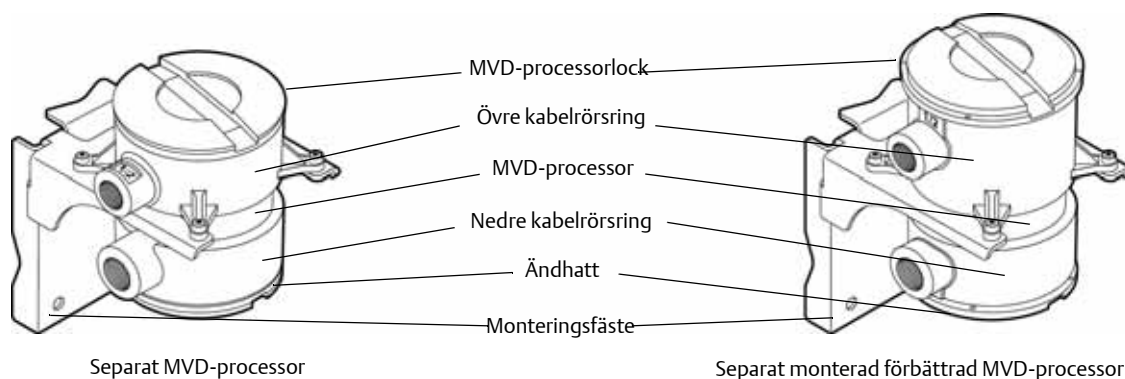 MVD-processorlock
Övre kabelrörsring
MVD-processor
Nedre kabelrörsring
Ändhatt
Monteringsfäste
Separat MVD-processor
Separat monterad förbättrad MVD-processor